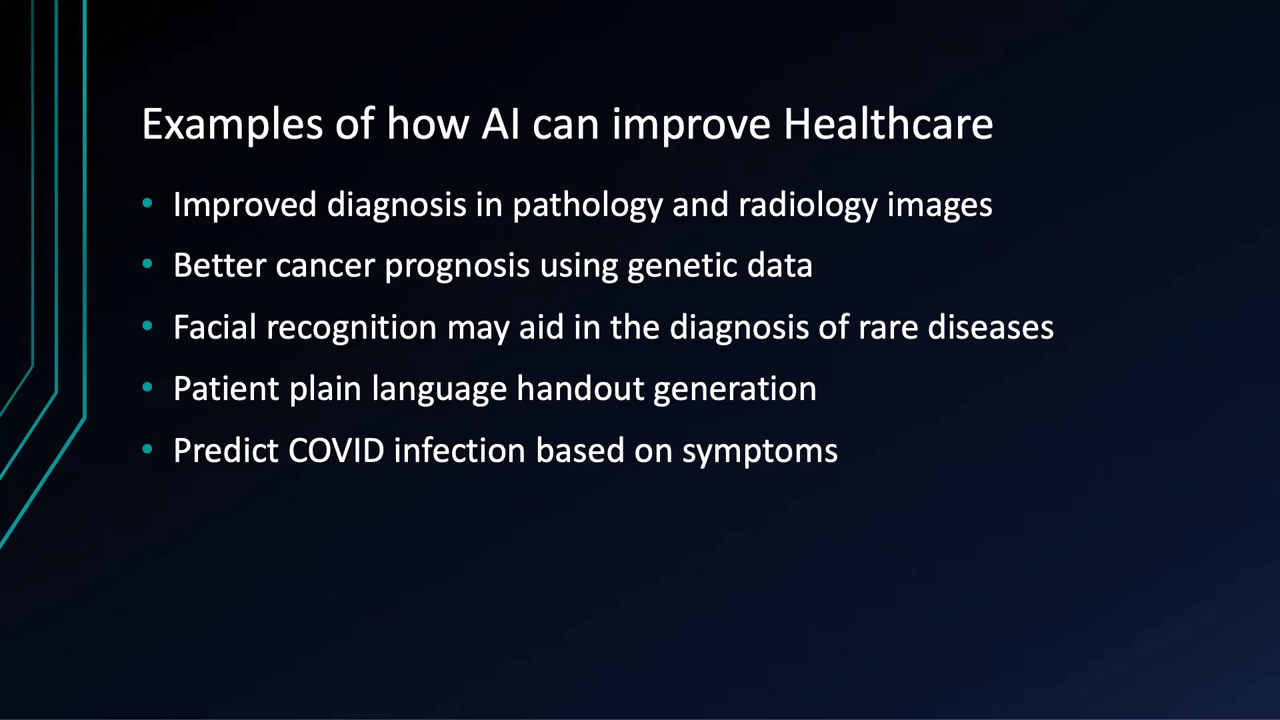 Examples of how AI can improve Healthcare
• Improved diagnosis in pathology and radiology images
• Better cancer prognosis using genetic data
• Facial recognition may aid in the diagnosis of rare diseases
• Patient plain language handout generation
• Predict COVID infection based on symptoms